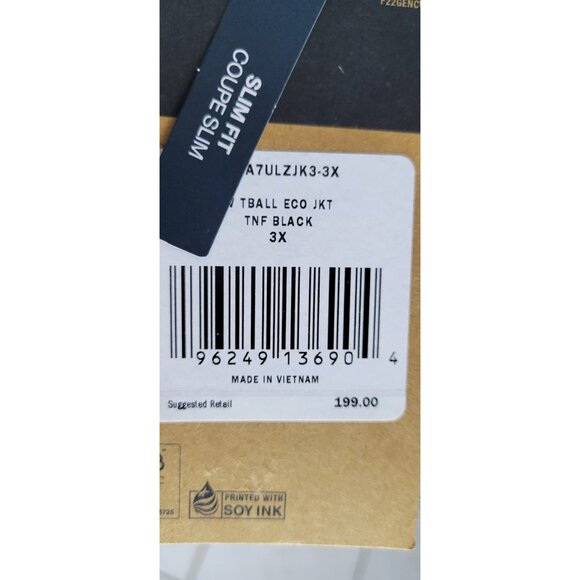 F22GENC
SLIM FIT
COUPE SLIM
A7ULZJK3-3X
TBALL ECO JKT
TNF BLACK
3X
96249 13690 4
MADE IN VIETNAM
Suggested Retail 199.00
PRINTED WITH
SOY INK